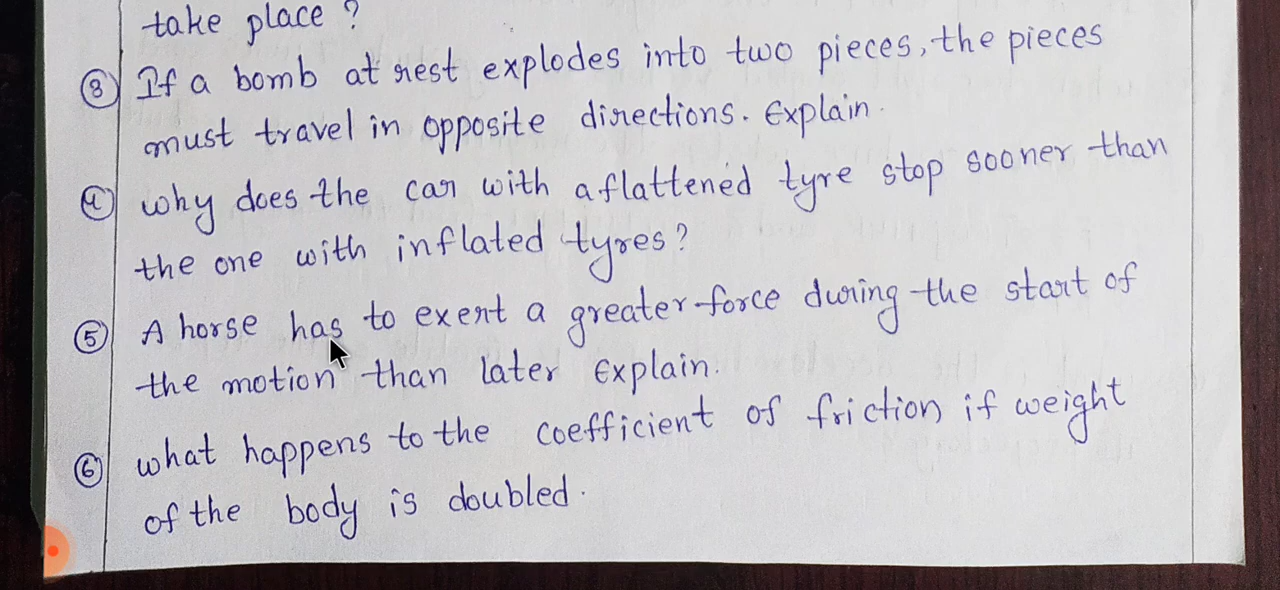 take place ?
③ If a bomb at rest explodes into two pieces, the pieces
must travel in opposite directions. Explain.
④ why does the car with a flattened tyre stop sooner than
the one with inflated tyres?
⑤ A horse has to exert a greater force during the start of
the motion than later Explain.
⑥ what happens to the coefficient of friction if weight
of the body is doubled.